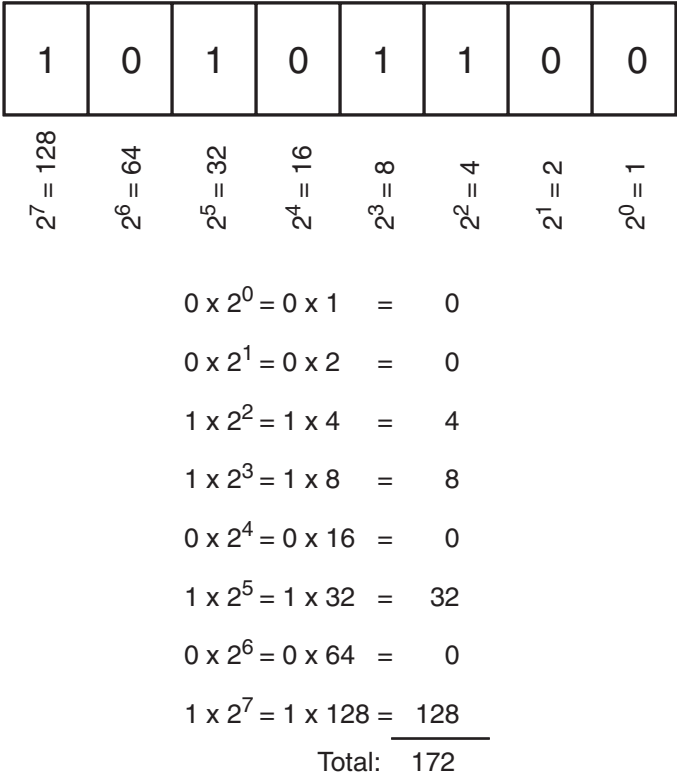 1 0 1 0 1 1 0 0
2⁷ = 128 2⁶ = 64 2⁵ = 32 2⁴ = 16 2³ = 8 2² = 4 2¹ = 2 2⁰ = 1
0 x 2⁰ = 0 x 1 = 0
0 x 2¹ = 0 x 2 = 0
1 x 2² = 1 x 4 = 4
1 x 2³ = 1 x 8 = 8
0 x 2⁴ = 0 x 16 = 0
1 x 2⁵ = 1 x 32 = 32
0 x 2⁶ = 0 x 64 = 0
1 x 2⁷ = 1 x 128 = 128
Total: 172